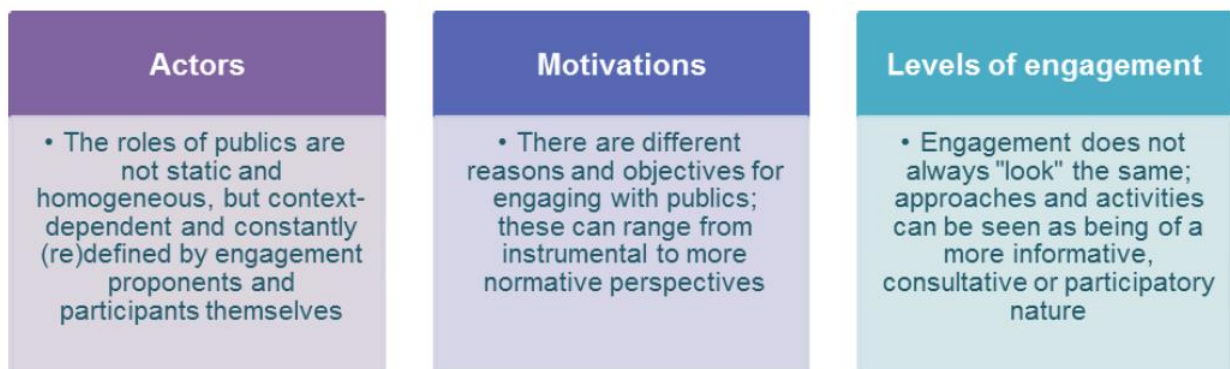 Actors
• The roles of publics are
not static and
homogeneous, but context-
dependent and constantly
(re)defined by engagement
proponents and
participants themselves
Motivations
• There are different
reasons and objectives for
engaging with publics;
these can range from
instrumental to more
normative perspectives
Levels of engagement
• Engagement does not
always "look" the same;
approaches and activities
can be seen as being of a
more informative,
consultative or participatory
nature